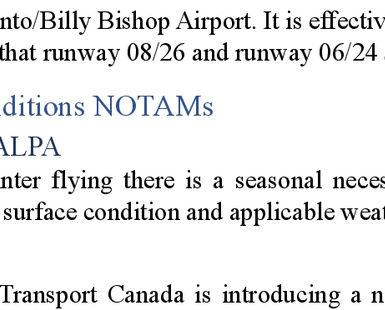 nto/Billy Bishop Airport. It is effectiv
that runway 08/26 and runway 06/24
ditions NOTAMs
ALPA
nter flying there is a seasonal neces
surface condition and applicable weat
Transport Canada is introducing a n